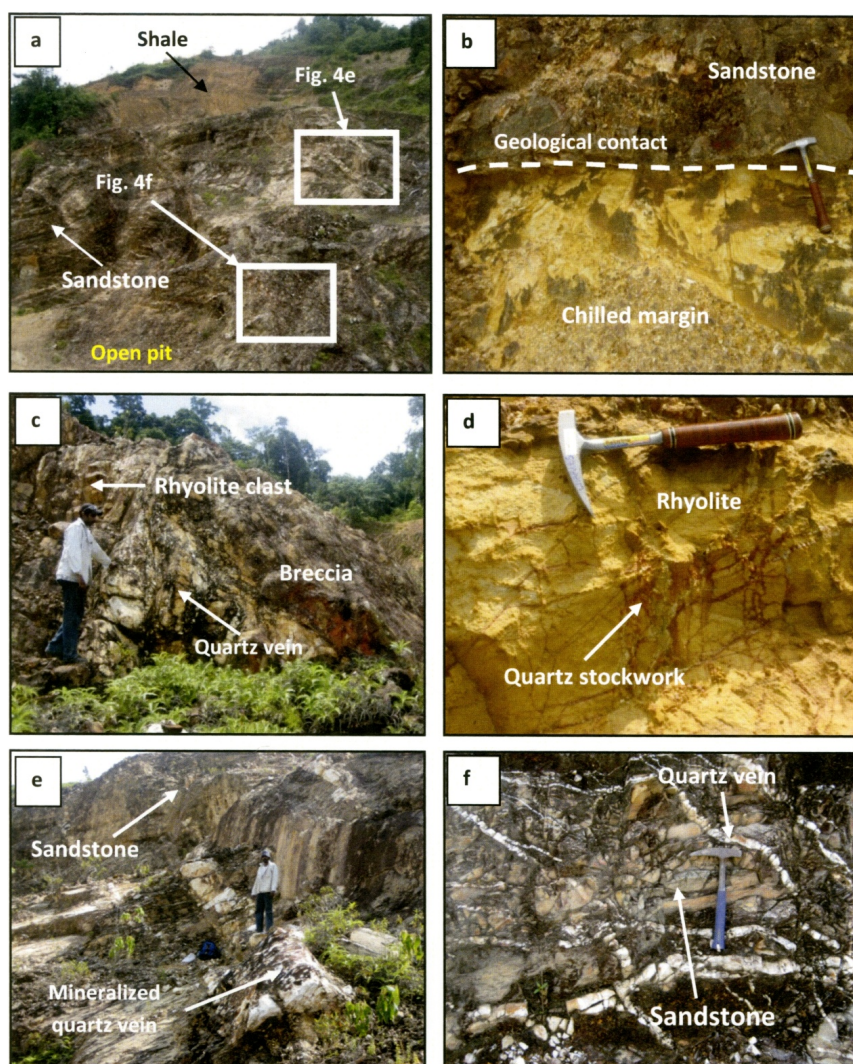 a
Shale
Fig. 4e
Fig. 4f
Sandstone
Open pit
b
Sandstone
Geological contact
Chilled margin
c
Rhyolite clast
Breccia
Quartz vein
d
Rhyolite
Quartz stockwork
e
Sandstone
Mineralized
quartz vein
f
Quartz vein
Sandstone